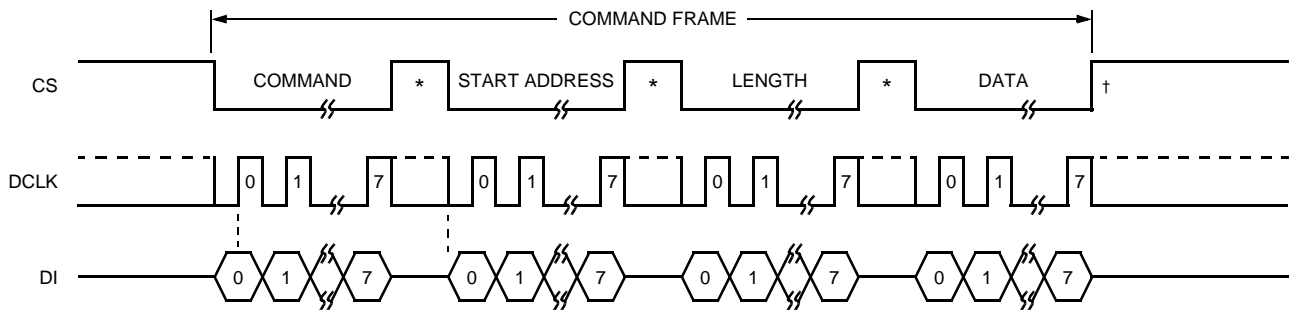 COMMAND FRAME
CS COMMAND * START ADDRESS * LENGTH * DATA †
DCLK 0 1 7 0 1 7 0 1 7 0 1 7
DI 0 1 7 0 1 7 0 1 7 0 1 7